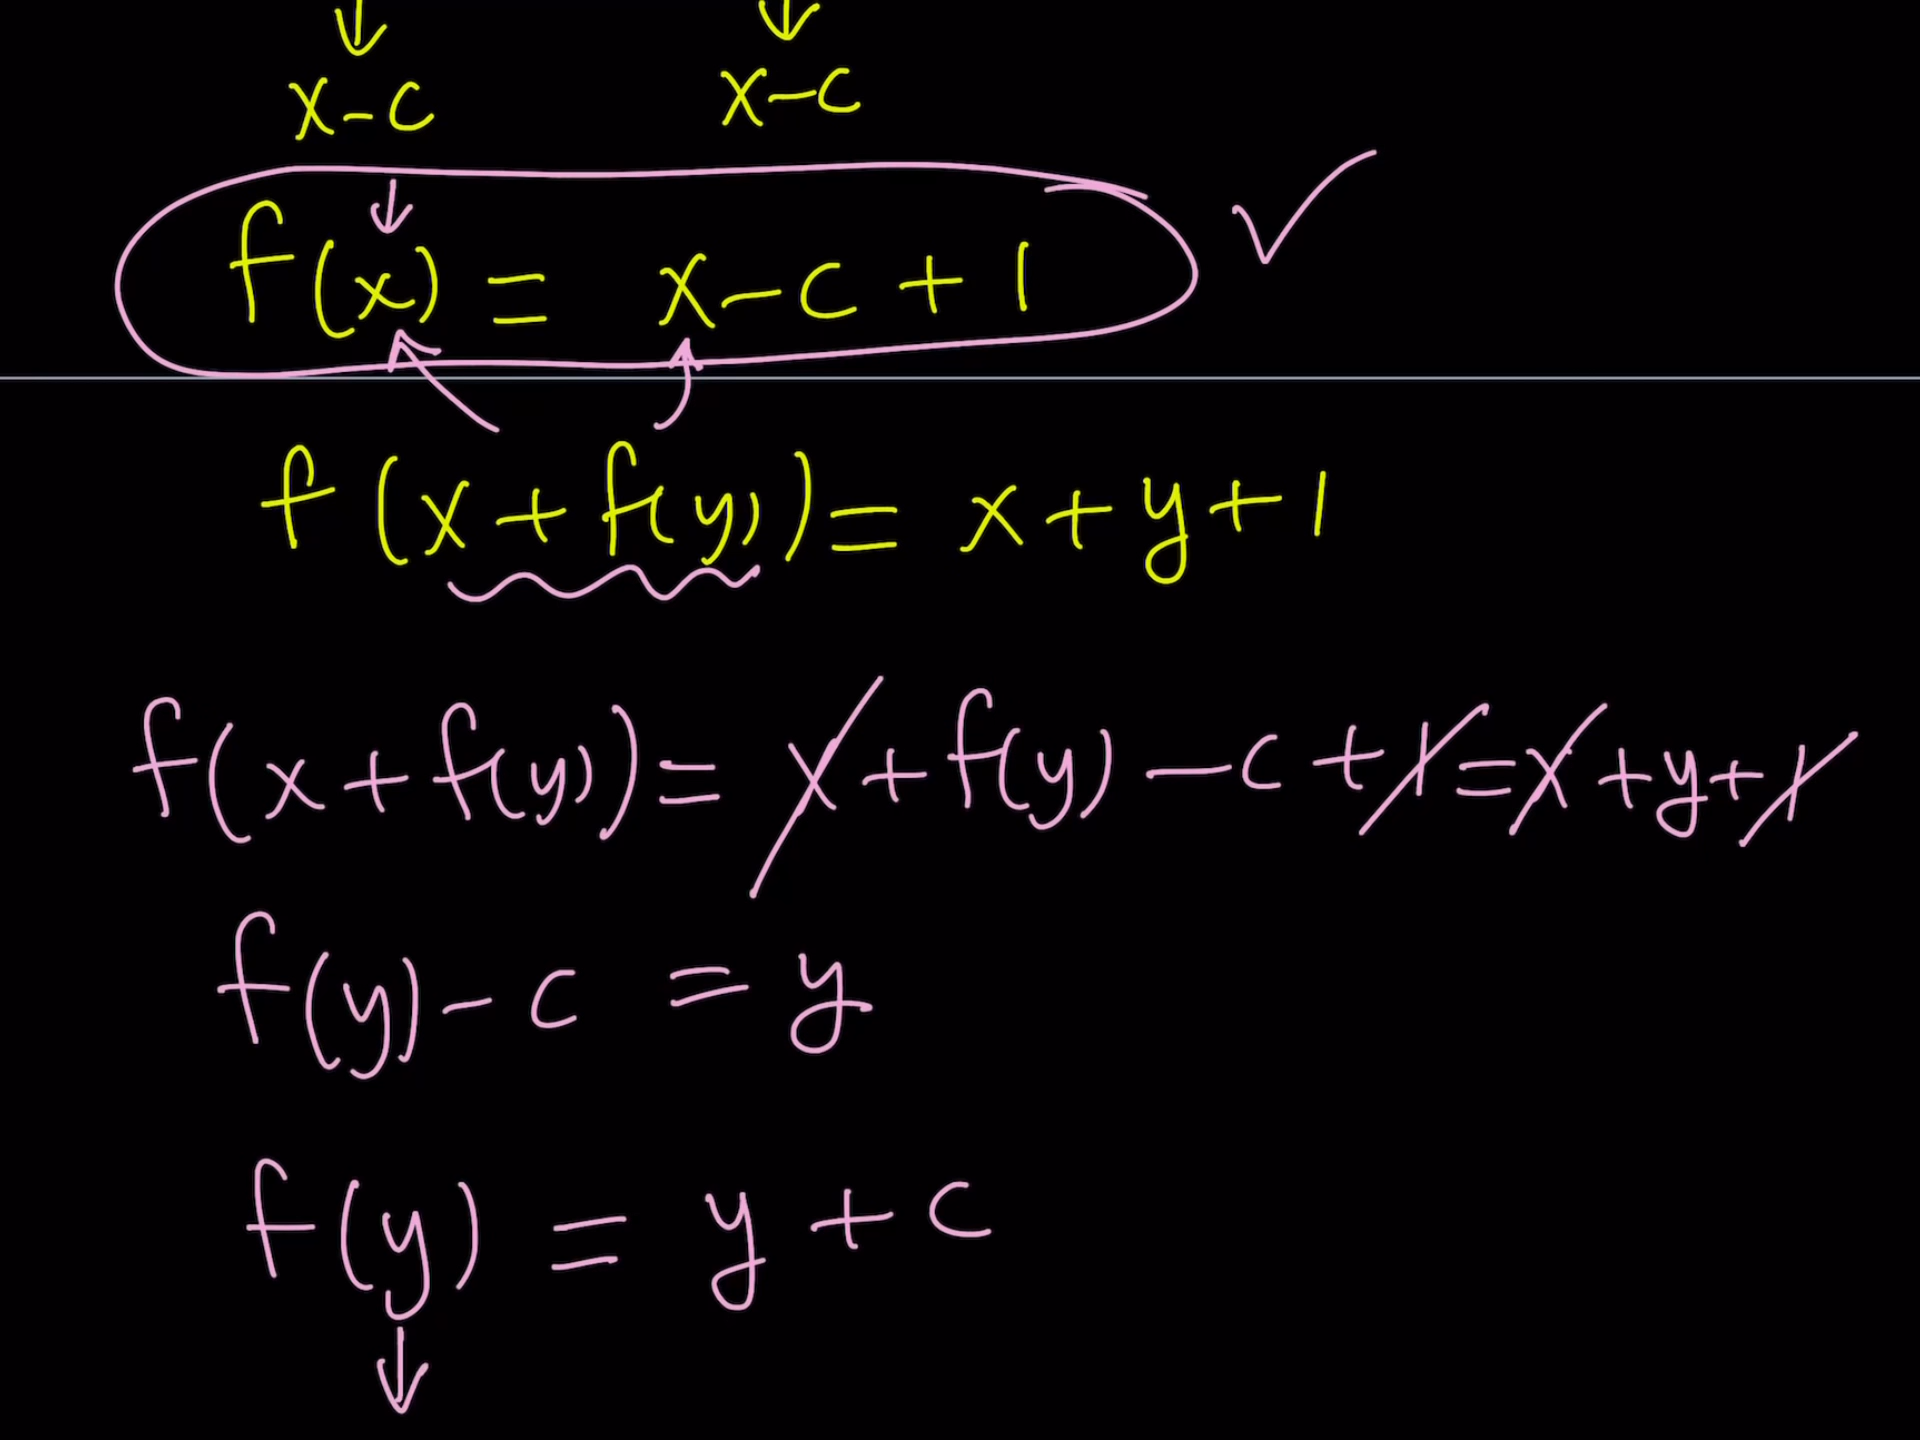 x-c x-c
f(x) = x-c+1
f(x+f(y))=x+y+1
f(x+f(y))=x+f(y)-c+1=x+y+1
f(y)-c = y
f(y) = y+c